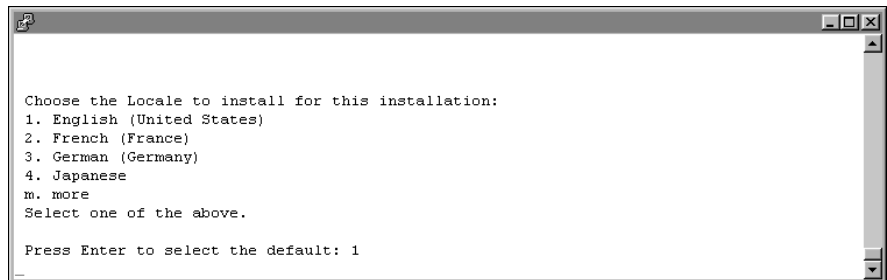 Choose the Locale to install for this installation:
1. English (United States)
2. French (France)
3. German (Germany)
4. Japanese
m. more
Select one of the above.
Press Enter to select the default: 1
_